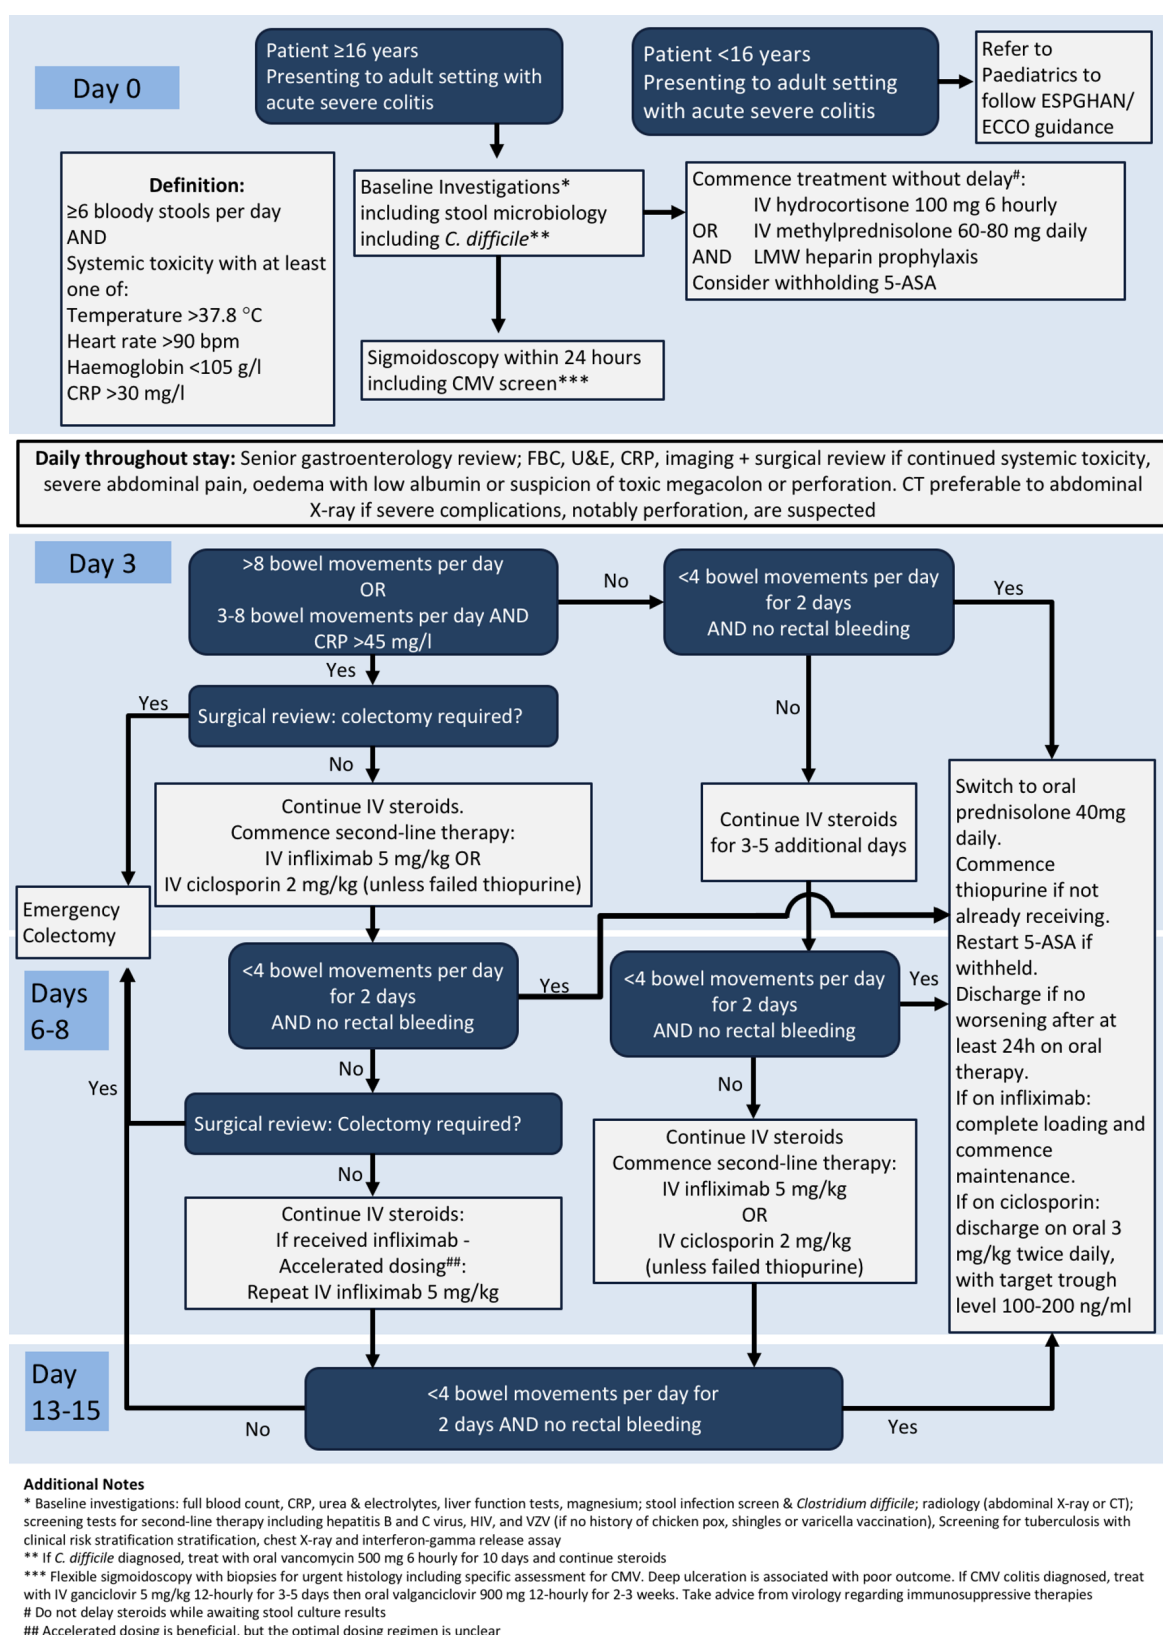 Day 0
Patient ≥16 years
Presenting to adult setting with
acute severe colitis
Patient <16 years
Presenting to adult setting
with acute severe colitis
Refer to
Paediatrics to
follow ESPGHAN/
ECCO guidance
Definition:
≥6 bloody stools per day
AND
Systemic toxicity with at least
one of:
Temperature >37.8 °C
Heart rate >90 bpm
Haemoglobin <105 g/l
CRP >30 mg/l
Baseline Investigations*
including stool microbiology
including C. difficile**
Commence treatment without delay#:
IV hydrocortisone 100 mg 6 hourly
OR IV methylprednisolone 60-80 mg daily
AND LMW heparin prophylaxis
Consider withholding 5-ASA
Sigmoidoscopy within 24 hours
including CMV screen***
Daily throughout stay: Senior gastroenterology review; FBC, U&E, CRP, imaging + surgical review if continued systemic toxicity,
severe abdominal pain, oedema with low albumin or suspicion of toxic megacolon or perforation. CT preferable to abdominal
X-ray if severe complications, notably perforation, are suspected
Day 3
>8 bowel movements per day
OR
3-8 bowel movements per day AND
CRP >45 mg/l
No
<4 bowel movements per day
for 2 days
AND no rectal bleeding
Yes
Yes
Yes
Surgical review: colectomy required?
No
No
Continue IV steroids.
Commence second-line therapy:
IV infliximab 5 mg/kg OR
IV ciclosporin 2 mg/kg (unless failed thiopurine)
Continue IV steroids
for 3-5 additional days
Switch to oral
prednisolone 40mg
daily.
Commence
thiopurine if not
already receiving.
Restart 5-ASA if
withheld.
Discharge if no
worsening after at
least 24h on oral
therapy.
If on infliximab:
complete loading and
commence
maintenance.
If on ciclosporin:
discharge on oral 3
mg/kg twice daily,
with target trough
level 100-200 ng/ml
Emergency
Colectomy
Days
6-8
<4 bowel movements per day
for 2 days
AND no rectal bleeding
Yes
<4 bowel movements per day
for 2 days
AND no rectal bleeding
Yes
No
No
Yes
Surgical review: Colectomy required?
No
Continue IV steroids
Commence second-line therapy:
IV infliximab 5 mg/kg
OR
IV ciclosporin 2 mg/kg
(unless failed thiopurine)
Continue IV steroids:
If received infliximab -
Accelerated dosing##:
Repeat IV infliximab 5 mg/kg
Day
13-15
<4 bowel movements per day for
2 days AND no rectal bleeding
No
Yes
Additional Notes
* Baseline investigations: full blood count, CRP, urea & electrolytes, liver function tests, magnesium; stool infection screen & Clostridium difficile; radiology (abdominal X-ray or CT);
screening tests for second-line therapy including hepatitis B and C virus, HIV, and VZV (if no history of chicken pox, shingles or varicella vaccination), Screening for tuberculosis with
clinical risk stratification stratification, chest X-ray and interferon-gamma release assay
** If C. difficile diagnosed, treat with oral vancomycin 500 mg 6 hourly for 10 days and continue steroids
*** Flexible sigmoidoscopy with biopsies for urgent histology including specific assessment for CMV. Deep ulceration is associated with poor outcome. If CMV colitis diagnosed, treat
with IV ganciclovir 5 mg/kg 12-hourly for 3-5 days then oral valganciclovir 900 mg 12-hourly for 2-3 weeks. Take advice from virology regarding immunosuppressive therapies
# Do not delay steroids while awaiting stool culture results
## Accelerated dosing is beneficial, but the optimal dosing regimen is unclear